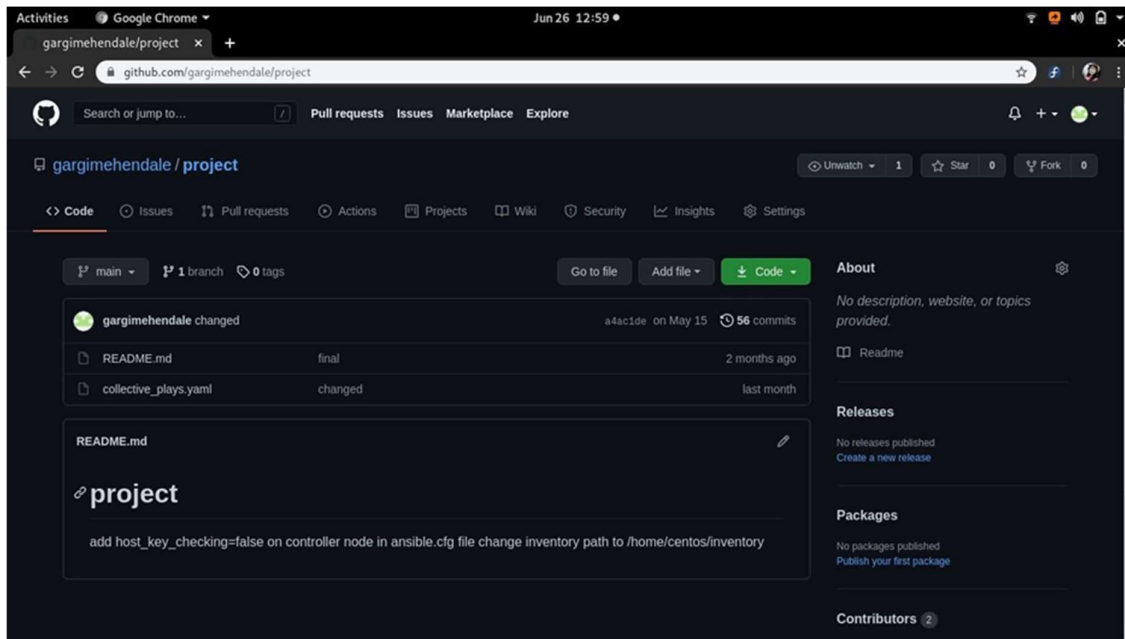 Activities Google Chrome Jun 26 12:59
gargimehendale/project
github.com/gargimehendale/project
Search or jump to... / Pull requests Issues Marketplace Explore
gargimehendale / project Unwatch 1 Star 0 Fork 0
Code Issues Pull requests Actions Projects Wiki Security Insights Settings
main 1 branch 0 tags Go to file Add file Code
gargimehendale changed a4ac1de on May 15 56 commits
README.md final 2 months ago
collective_plays.yaml changed last month
README.md
project
add host_key_checking=false on controller node in ansible.cfg file change inventory path to /home/centos/inventory
About
No description, website, or topics
provided.
Readme
Releases
No releases published
Create a new release
Packages
No packages published
Publish your first package
Contributors 2